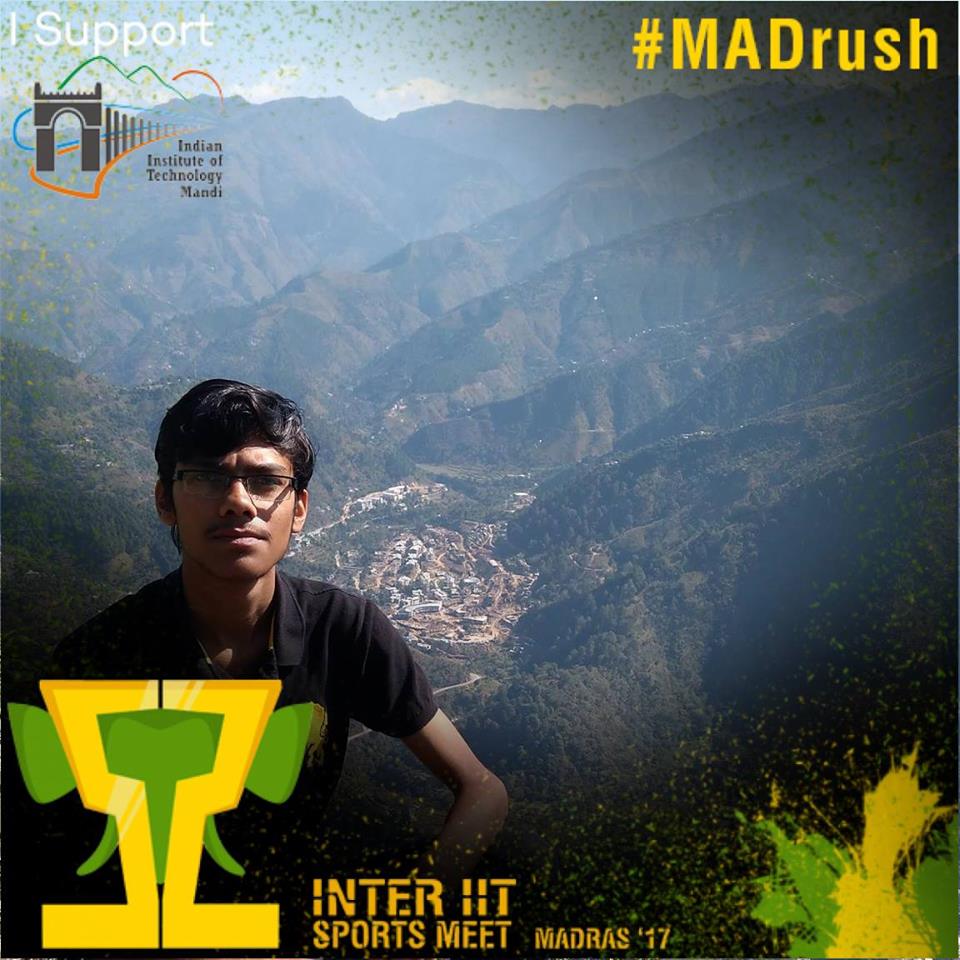 I Support
#MADrush
Indian
Institute of
Technology
Mandi
INTER IIT
SPORTS MEET MADRAS '17